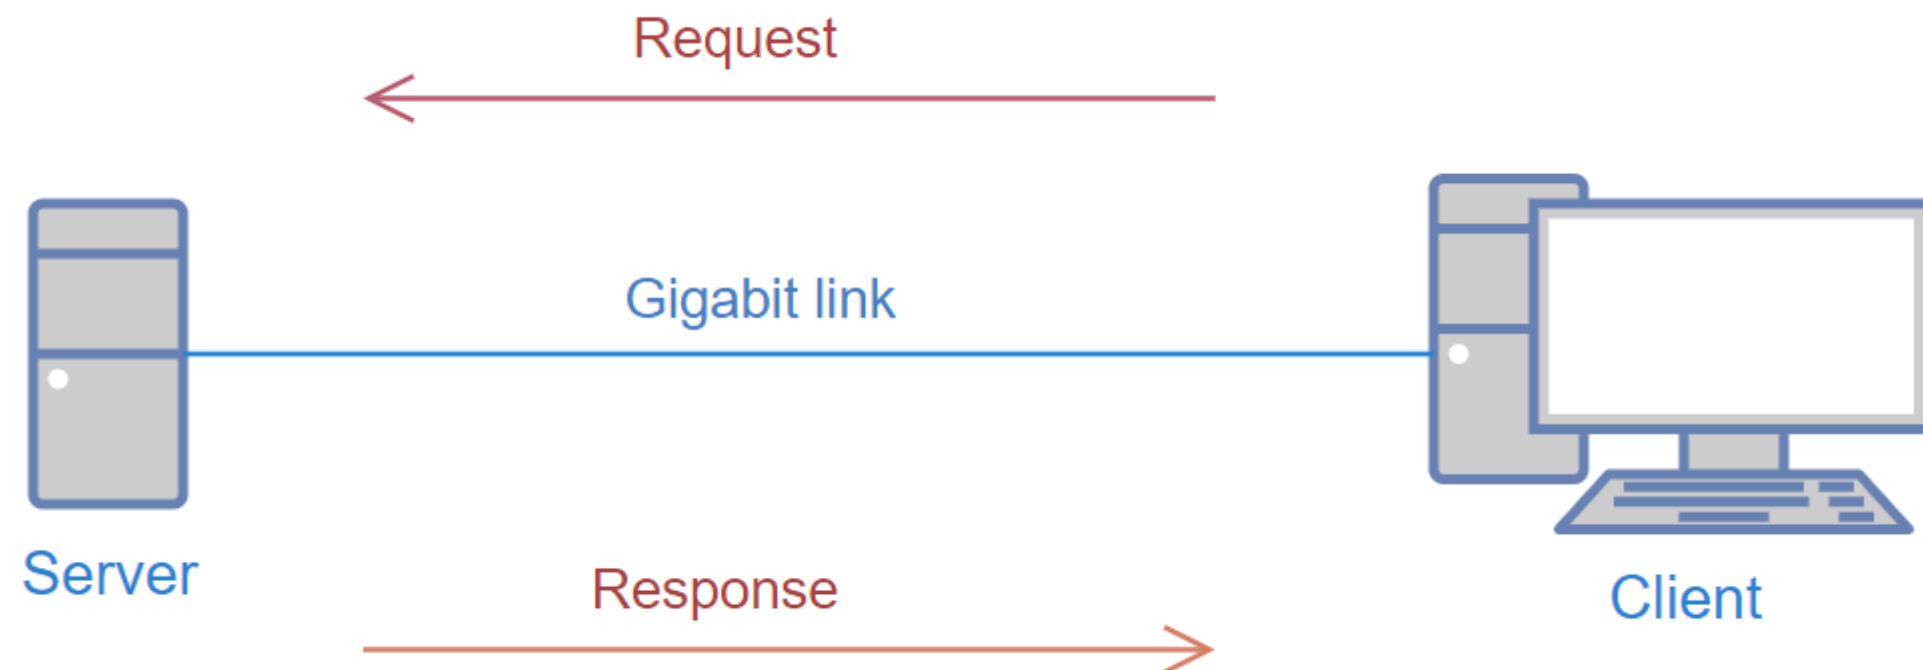 Request
Gigabit link
Server
Response
Client